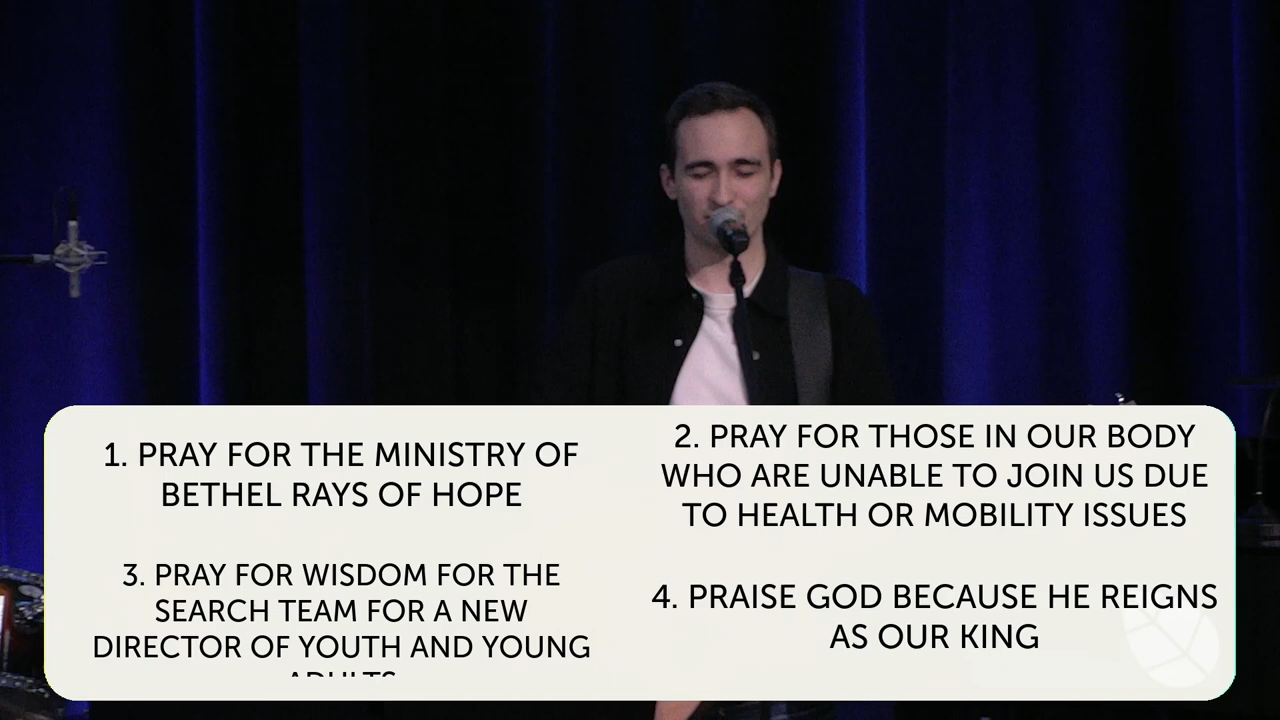 1. PRAY FOR THE MINISTRY OF
BETHEL RAYS OF HOPE
2. PRAY FOR THOSE IN OUR BODY
WHO ARE UNABLE TO JOIN US DUE
TO HEALTH OR MOBILITY ISSUES
3. PRAY FOR WISDOM FOR THE
SEARCH TEAM FOR A NEW
DIRECTOR OF YOUTH AND YOUNG
ADULTS
4. PRAISE GOD BECAUSE HE REIGNS
AS OUR KING